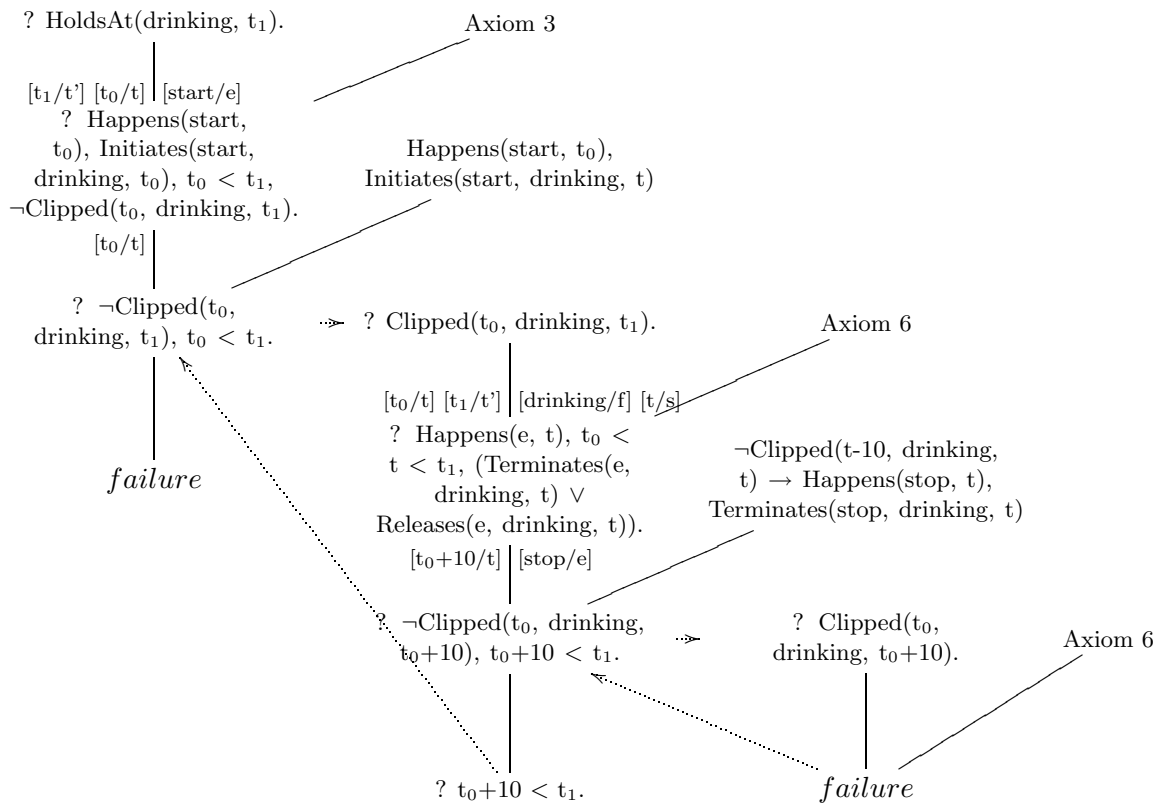 ? HoldsAt(drinking, t₁).
Axiom 3
[t₁/t'] [t₀/t] [start/e]
? Happens(start,
t₀), Initiates(start,
drinking, t₀), t₀ < t₁,
¬Clipped(t₀, drinking, t₁).
Happens(start, t₀),
Initiates(start, drinking, t)
[t₀/t]
? ¬Clipped(t₀,
drinking, t₁), t₀ < t₁.
? Clipped(t₀, drinking, t₁).
Axiom 6
failure
[t₀/t] [t₁/t'] [drinking/f] [t/s]
? Happens(e, t), t₀ <
t < t₁, (Terminates(e,
drinking, t) ∨
Releases(e, drinking, t)).
¬Clipped(t-10, drinking,
t) → Happens(stop, t),
Terminates(stop, drinking, t)
[t₀+10/t] [stop/e]
? ¬Clipped(t₀, drinking,
t₀+10), t₀+10 < t₁.
? Clipped(t₀,
drinking, t₀+10).
Axiom 6
? t₀+10 < t₁.
failure